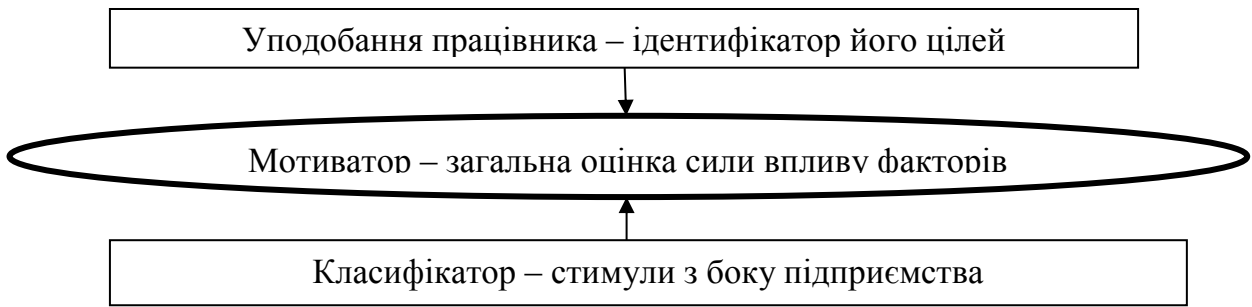 Уподобання працівника – ідентифікатор його цілей
Мотиватор – загальна оцінка сили впливу факторів
Класифікатор – стимули з боку підприємства